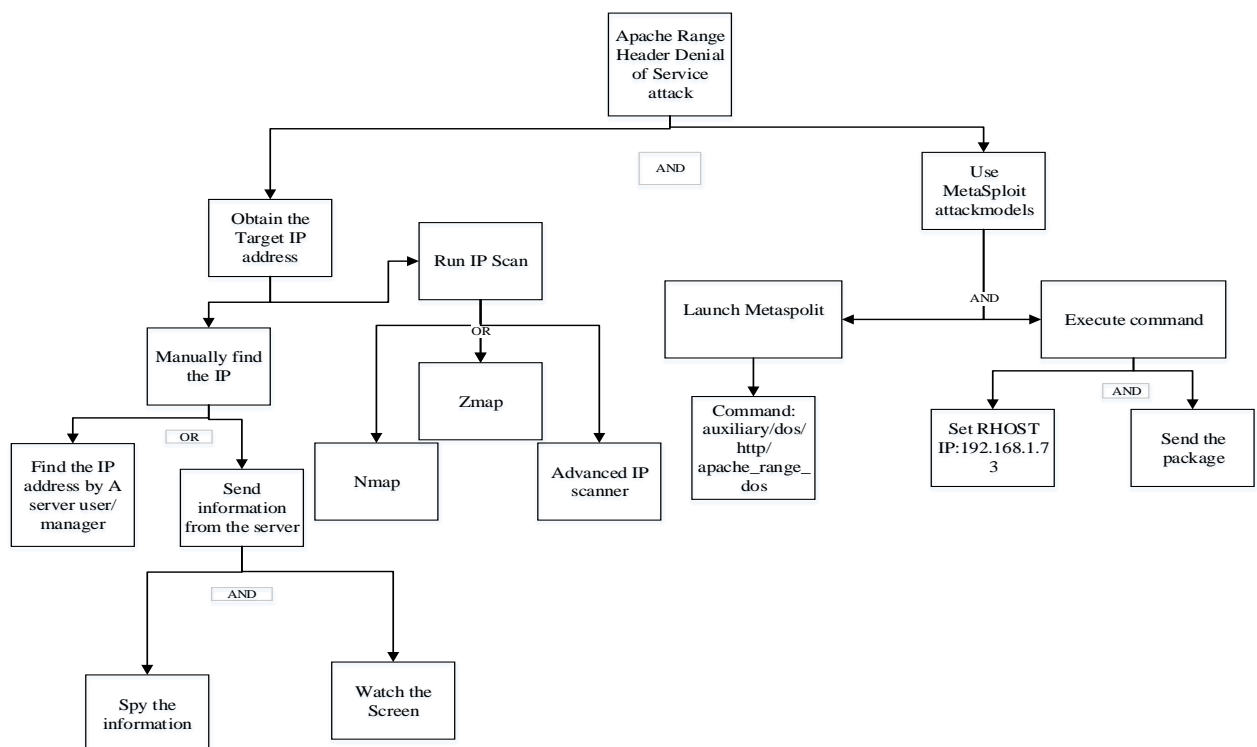 Apache Range
Header Denial
of Service
attack
AND
Use
MetaSploit
attackmodels
Obtain the
Target IP
address
Run IP Scan
AND
Launch Metaspolit
Execute command
OR
Manually find
the IP
Zmap
AND
Command:
auxiliary/dos/
http/
apache_range_
dos
Set RHOST
IP:192.168.1.7
3
Send the
package
OR
Find the IP
address by A
server user/
manager
Send
information
from the server
Nmap
Advanced IP
scanner
AND
Spy the
information
Watch the
Screen